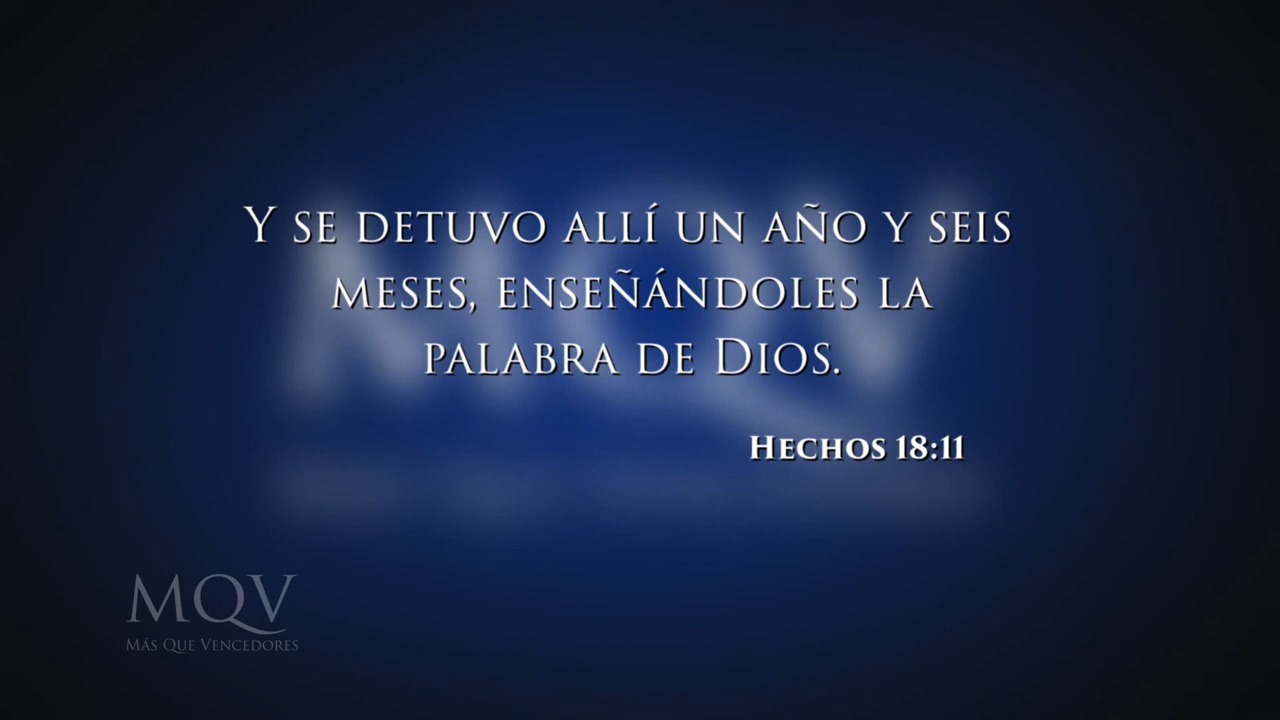 Y se detuvo allí un año y seis
meses, enseñándoles la
palabra de Dios.
Hechos 18:11
MQV
Más Que Vencedores